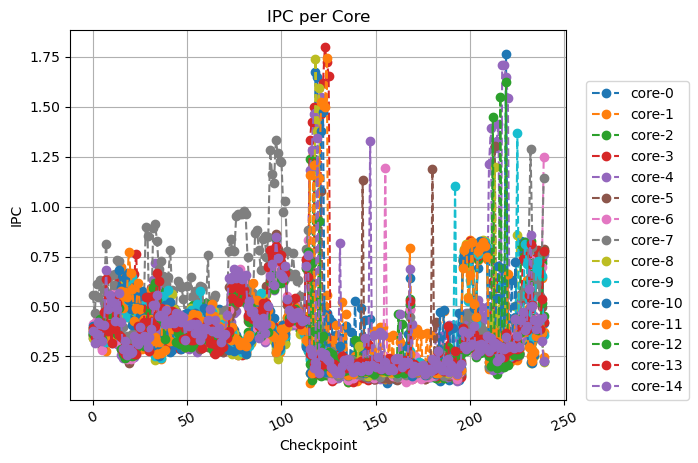 IPC per Core
IPC
1.75
1.50
1.25
1.00
0.75
0.50
0.25
0
50
100
150
200
250
Checkpoint
core-0
core-1
core-2
core-3
core-4
core-5
core-6
core-7
core-8
core-9
core-10
core-11
core-12
core-13
core-14